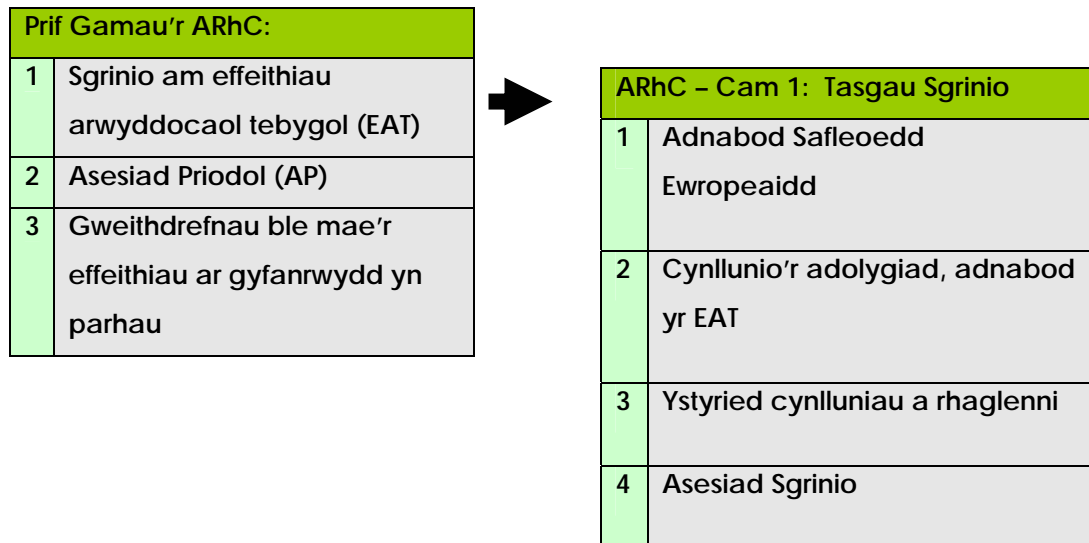 Prif Gamau'r ARhC:
1 Sgrinio am effeithiau
arwyddocaol tebygol (EAT)
2 Asesiad Priodol (AP)
3 Gweithdrefnau ble mae'r
effeithiau ar gyfanrwydd yn
parhau
ARhC – Cam 1: Tasgau Sgrinio
1 Adnabod Safleoedd
Ewropeaidd
2 Cynllunio'r adolygiad, adnabod
yr EAT
3 Ystyried cynlluniau a rhaglenni
4 Asesiad Sgrinio